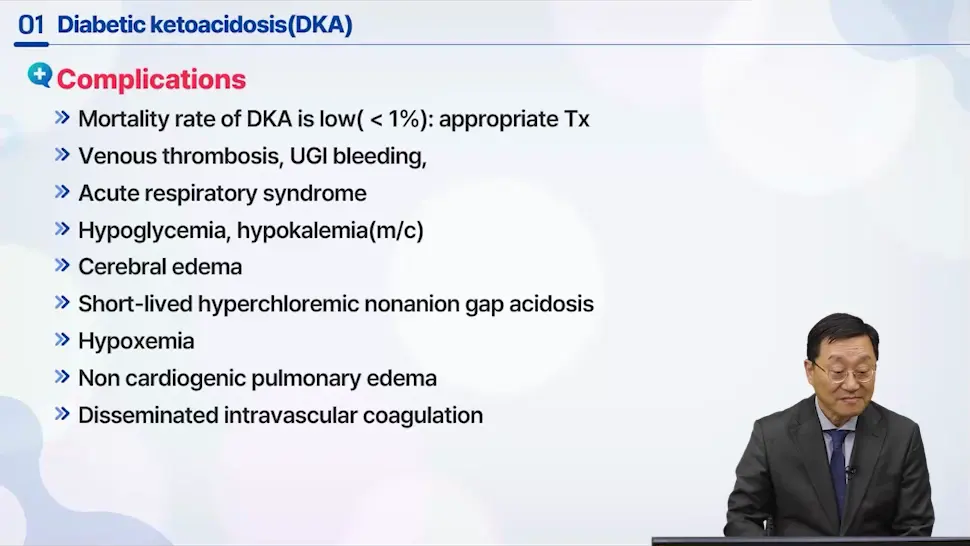 01 Diabetic ketoacidosis(DKA)
Complications
Mortality rate of DKA is low( < 1%): appropriate Tx
Venous thrombosis, UGI bleeding,
Acute respiratory syndrome
Hypoglycemia, hypokalemia(m/c)
Cerebral edema
Short-lived hyperchloremic nonanion gap acidosis
Hypoxemia
Non cardiogenic pulmonary edema
Disseminated intravascular coagulation